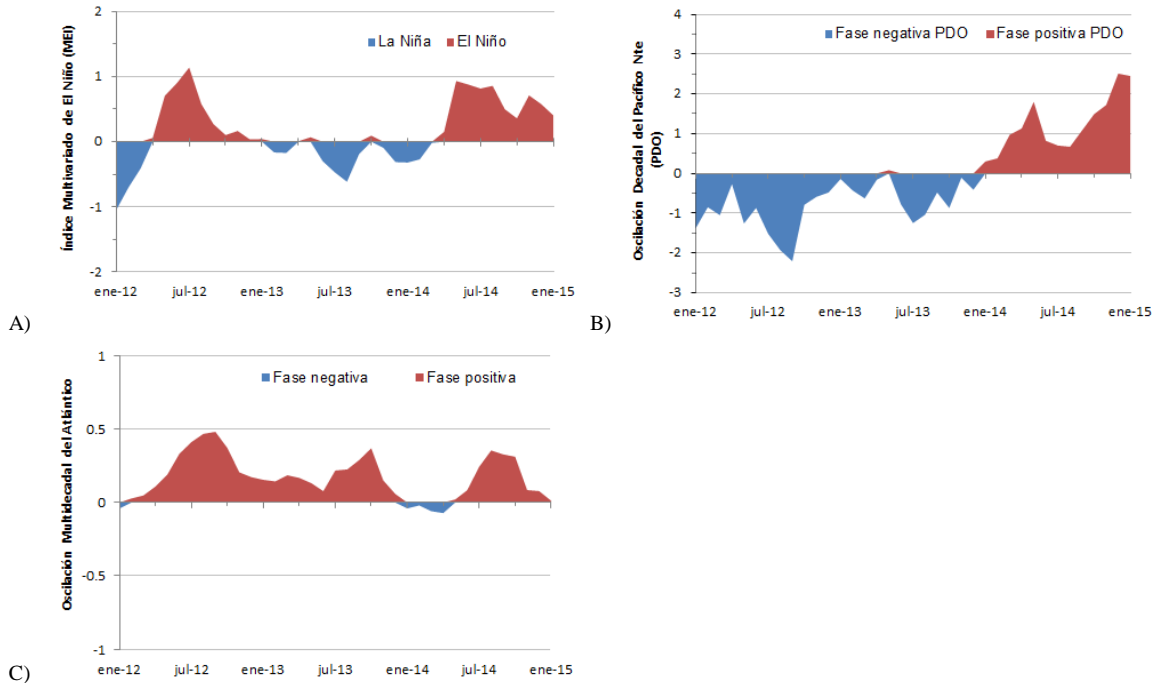 Índice Multivariado de El Niño (MEI)
2
1
0
-1
-2
La Niña
El Niño
ene-12
jul-12
ene-13
jul-13
ene-14
jul-14
ene-15
A)
Oscilación Decadal del Pacífico Nte
(PDO)
4
3
2
1
0
-1
-2
-3
Fase negativa PDO
Fase positiva PDO
ene-12
jul-12
ene-13
jul-13
ene-14
jul-14
ene-15
B)
Oscilación Multidecadal del Atlántico
1
0.5
0
-0.5
-1
Fase negativa
Fase positiva
ene-12
jul-12
ene-13
jul-13
ene-14
jul-14
ene-15
C)